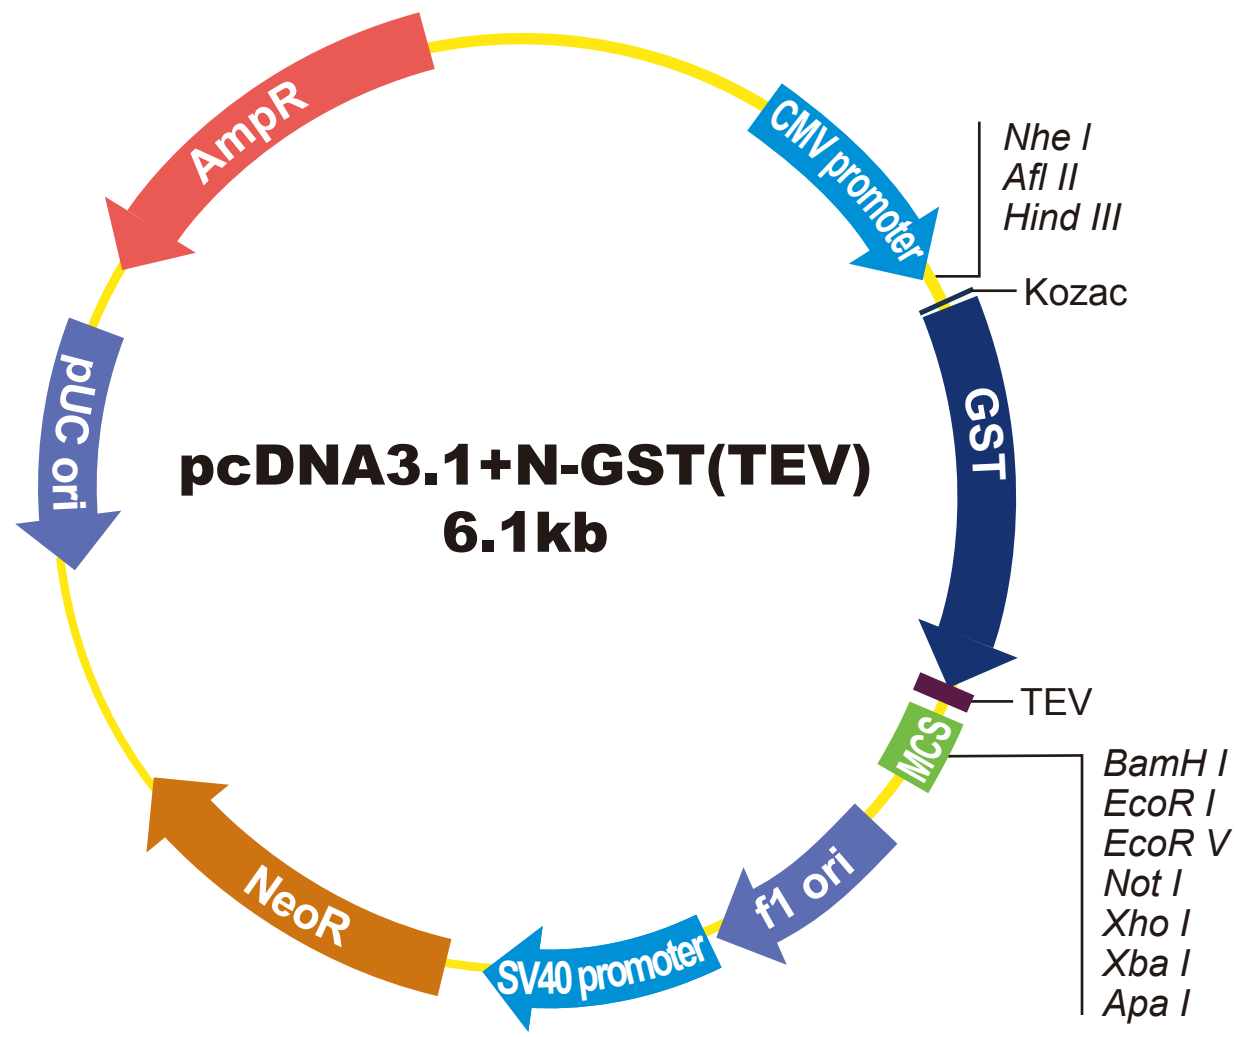 AmpR
CMV promoter
Nhe I
Afl II
Hind III
Kozac
GST
pUC ori
pcDNA3.1+N-GST(TEV)
6.1kb
TEV
MCS
BamH I
EcoR I
EcoR V
Not I
Xho I
Xba I
Apa I
f1 ori
SV40 promoter
NeoR